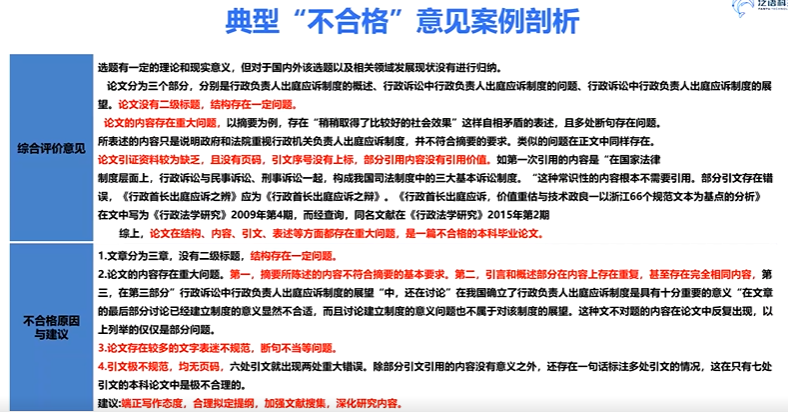 泛语科
典型“不合格”意见案例剖析
综合评价意见
选题有一定的理论和现实意义，但对于国内外该选题以及相关领域发展现状没有进行归纳。
论文分为三个部分，分别是行政负责人出庭应诉制度的概述、行政诉讼中行政负责人出庭应诉制度的问题、行政诉讼中行政负责人出庭应诉制度的展
望。论文没有二级标题，结构存在一定问题。
论文的内容存在重大问题，以摘要为例，存在“稍稍取得了比较好的社会效果”这样自相矛盾的表述，且多处断句存在问题。
所表述的内容只是说明政府和法院重视行政机关负责人出庭应诉制度，并不符合摘要的要求。类似的问题在正文中同样存在。
论文引证资料较为缺乏，且没有页码，引文序号没有上标，部分引用内容没有引用价值。如第一次引用的内容是“在国家法律
制度层面上，行政诉讼与民事诉讼、刑事诉讼一起，构成我国司法制度中的三大基本诉讼制度。“这种常识性的内容根本不需要引用。部分引文存在错
误，《行政首长出庭应诉之辨》应为《行政首长出庭应诉之辩》。《行政首长出庭应诉，价值重估与技术政良一以浙江66个规范文本为基点的分析》
在文中写为《行政法学研究》2009年第4期，而经查询，同名文献在《行政法学研究》2015年第2期
综上，论文在结构、内容、引文、表述等方面都存在重大问题，是一篇不合格的本科毕业论文。
不合格原因
与建议
1.文章分为三章，没有二级标题，结构存在一定问题。
2.论文的内容存在重大问题。第一，摘要所陈述的内容不符合摘要的基本要求。第二，引言和概述部分在内容上存在重复，甚至存在完全相同内容，第
三，在第三部分”行政诉讼中行政负责人出庭应诉制度的展望“中，还在讨论”在我国确立了行政负责人出庭应诉制度是具有十分重要的意义“在文章
的最后部分讨论已经建立制度的意义显然不合适，而且讨论建立制度的意义问题也不属于对该制度的展望。这种文不对题的内容在论文中反复出现，以
上列举的仅仅是部分问题。
3.论文存在较多的文字表迷不规范，断句不当等问题。
4.引文极不规范，均无页码，六处引文就出现两处重大错误。除部分引文引用的内容没有意义之外，还存在一句话标注多处引文的情况，这在只有七处
引文的本科论文中是极不合理的。
建议:端正写作态度，合理拟定提纲，加强文献搜集，深化研究内容。